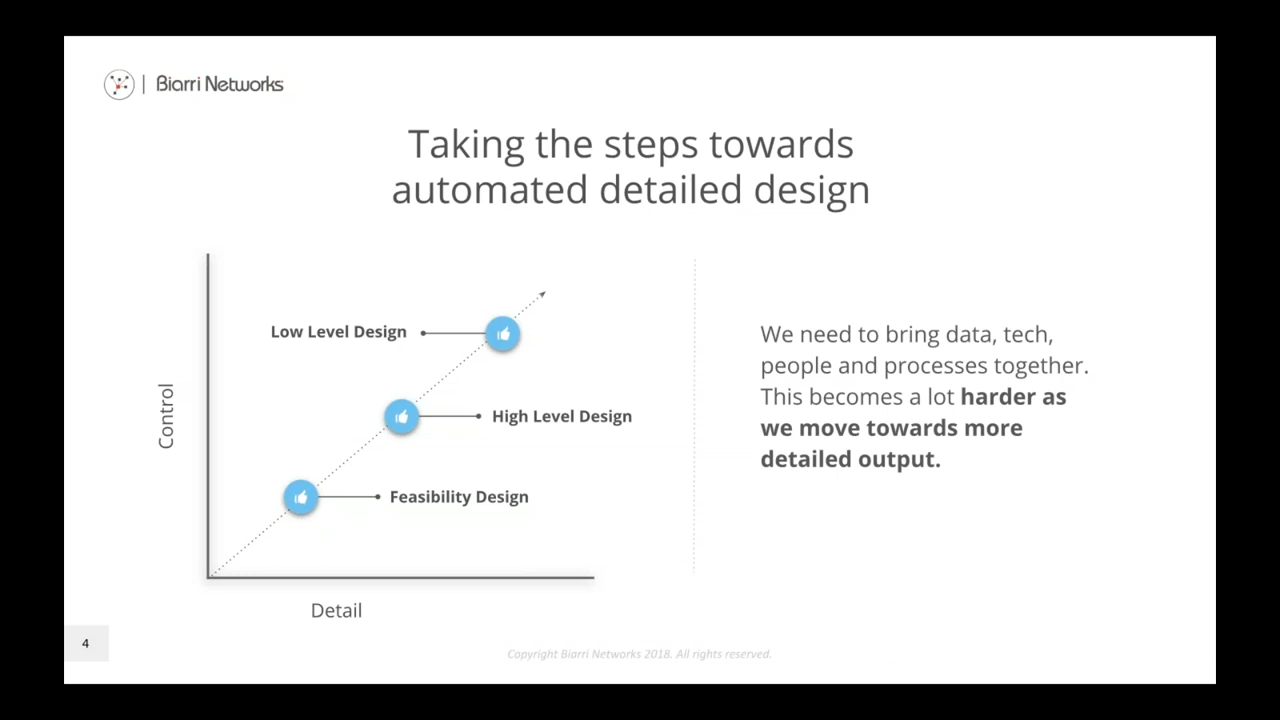 Biarri Networks
Taking the steps towards
automated detailed design
Low Level Design
High Level Design
Feasibility Design
Control
Detail
We need to bring data, tech,
people and processes together.
This becomes a lot harder as
we move towards more
detailed output.
4
Copyright Biarri Networks 2018. All rights reserved.